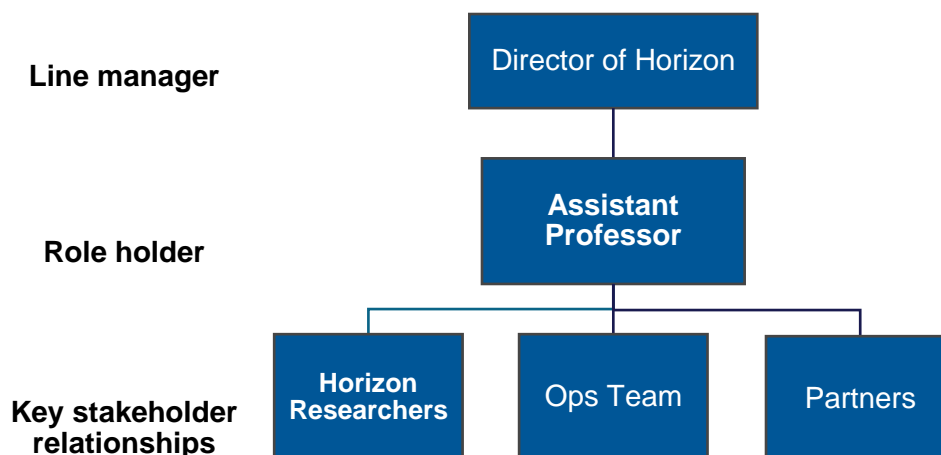 Line manager
Director of Horizon
Role holder
Assistant
Professor
Key stakeholder
relationships
Horizon
Researchers
Ops Team
Partners